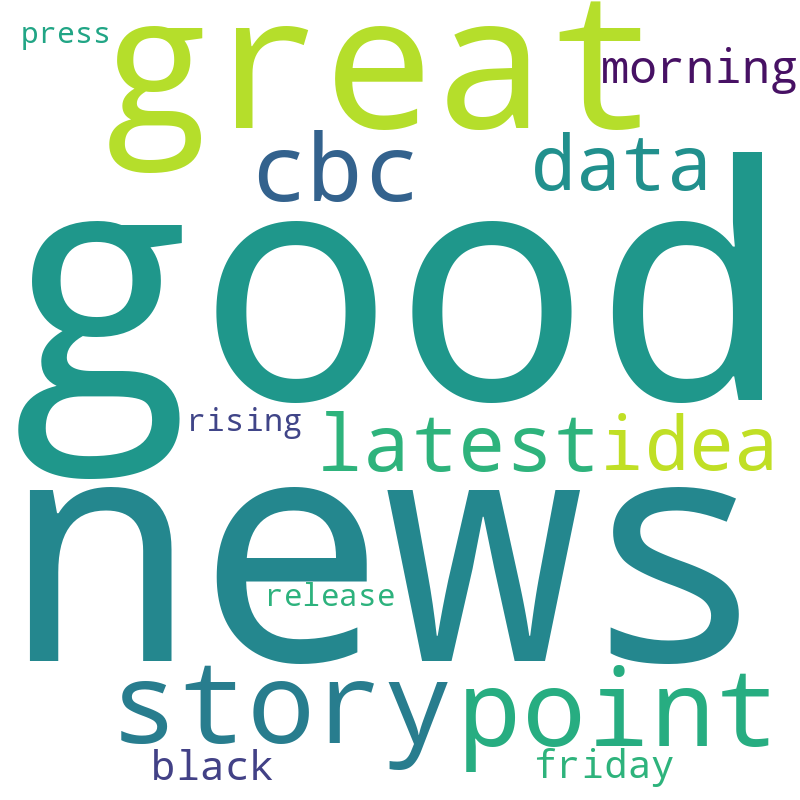 press
great
morning
cbc
data
good
rising
latest
idea
news
release
story
point
black
friday